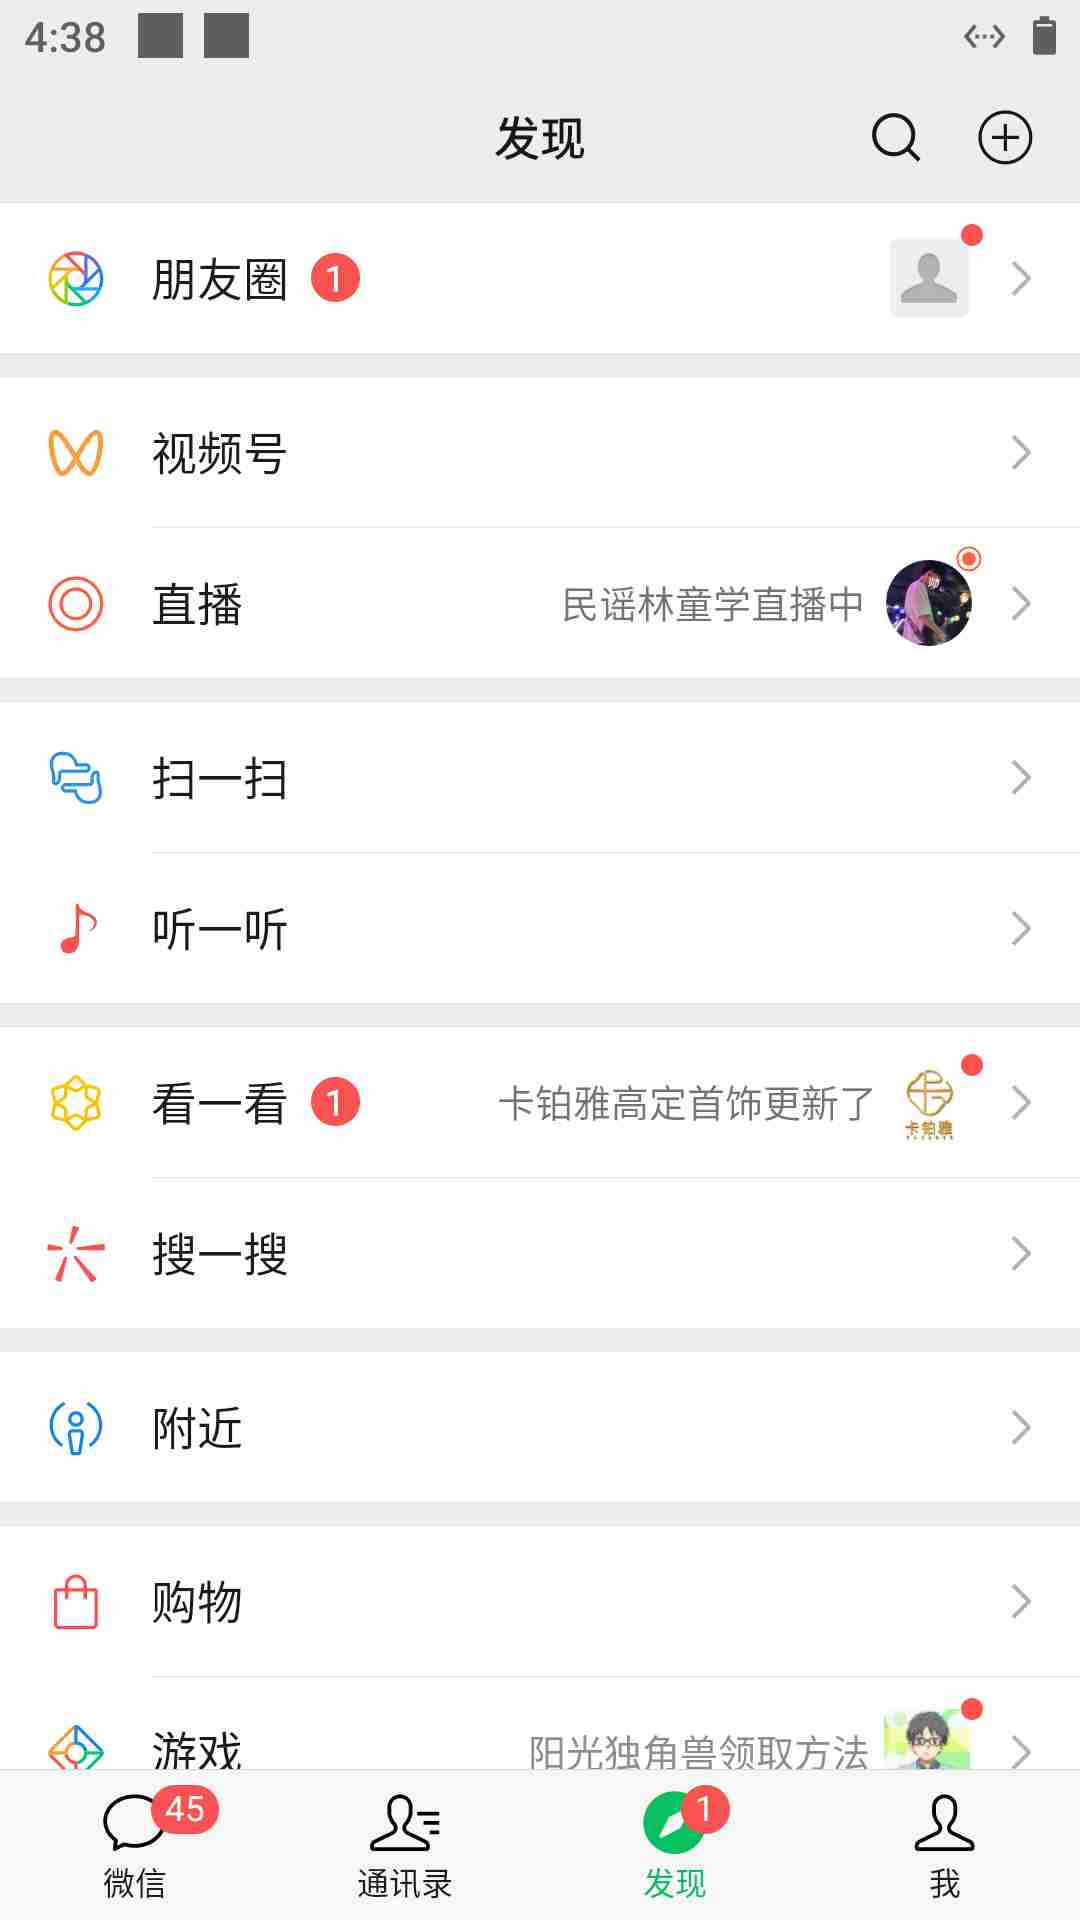 4:38
发现
朋友圈 1
视频号
直播 民谣林童学直播中
扫一扫
听一听
看一看 1 卡铂雅高定首饰更新了 卡铂雅
搜一搜
附近
购物
游戏 阳光独角兽领取方法
45 1
微信 通讯录 发现 我